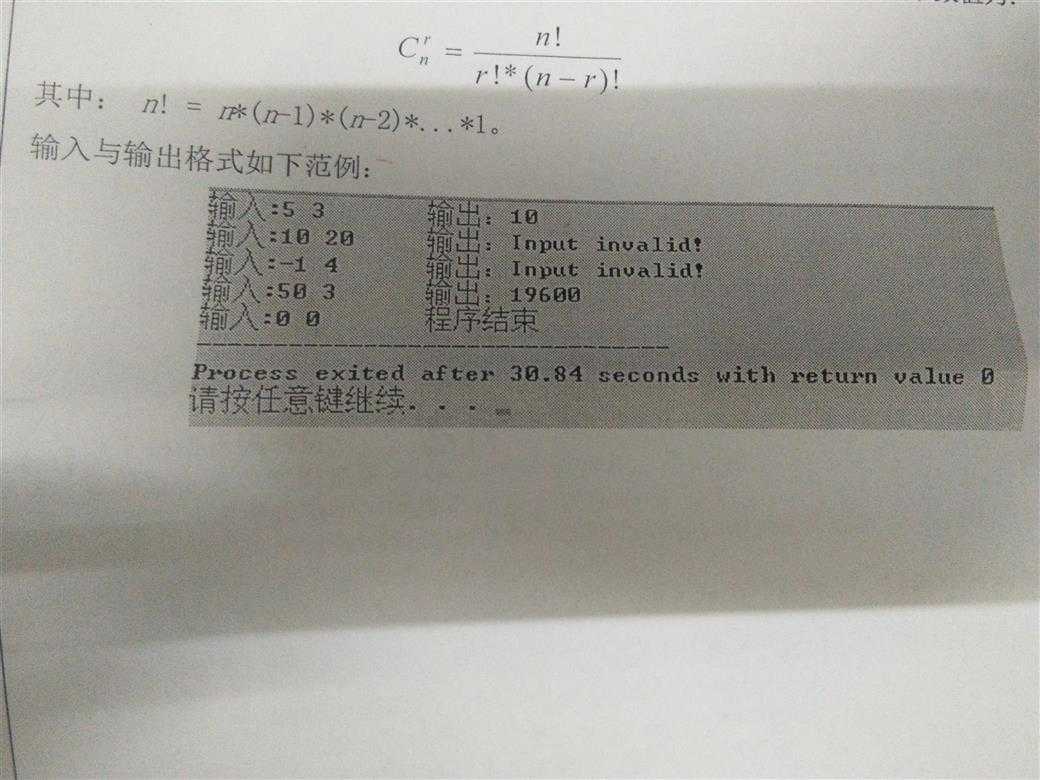 C_n^r = n! / r!*(n-r)!
其中： n! = n*(n-1)*(n-2)*...*1。
输入与输出格式如下范例：
输入:5 3 输出：10
输入:10 20 输出：Input invalid!
输入:-1 4 输出：Input invalid!
输入:50 3 输出：19600
输入:0 0 程序结束
--------------------------------
Process exited after 30.84 seconds with return value 0
请按任意键继续. . .